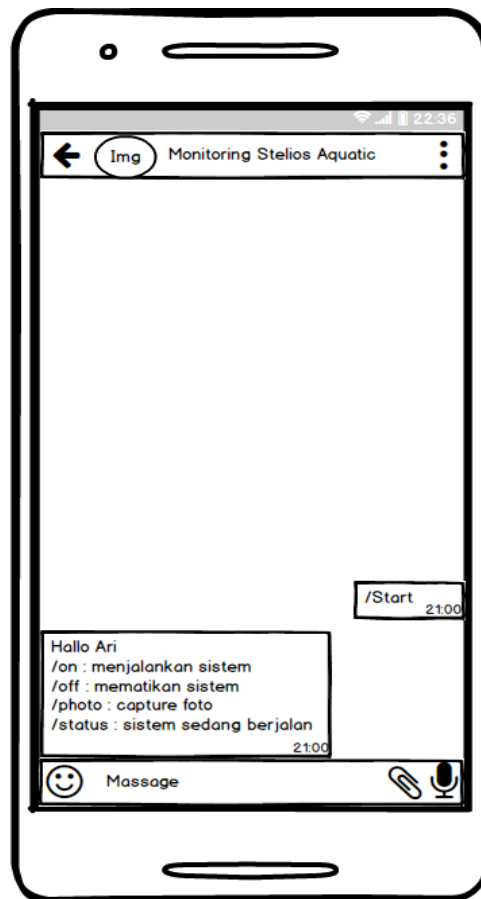 22:36
Img Monitoring Stelios Aquatic
/Start
21:00
Hallo Ari
/on : menjalankan sistem
/off : mematikan sistem
/photo : capture foto
/status : sistem sedang berjalan
21:00
Massage